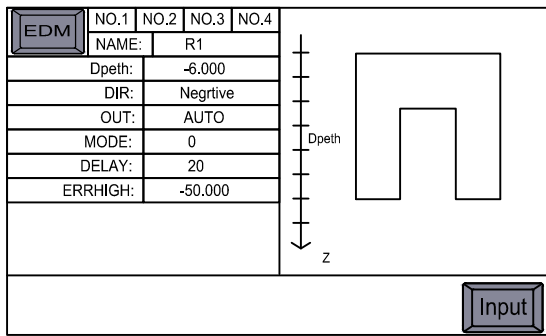 EDM NO.1 NO.2 NO.3 NO.4
NAME: R1
Dpeth: -6.000
DIR: Negrtive
OUT: AUTO
MODE: 0
DELAY: 20
ERRHIGH: -50.000
Dpeth
Z
Input